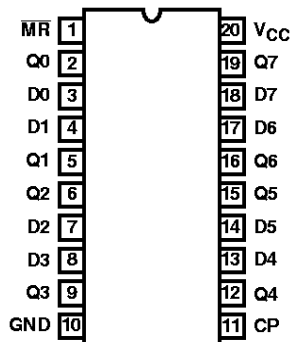 M̅R̅ 1 20 VCC
Q0 2 19 Q7
D0 3 18 D7
D1 4 17 D6
Q1 5 16 Q6
Q2 6 15 Q5
D2 7 14 D5
D3 8 13 D4
Q3 9 12 Q4
GND 10 11 CP